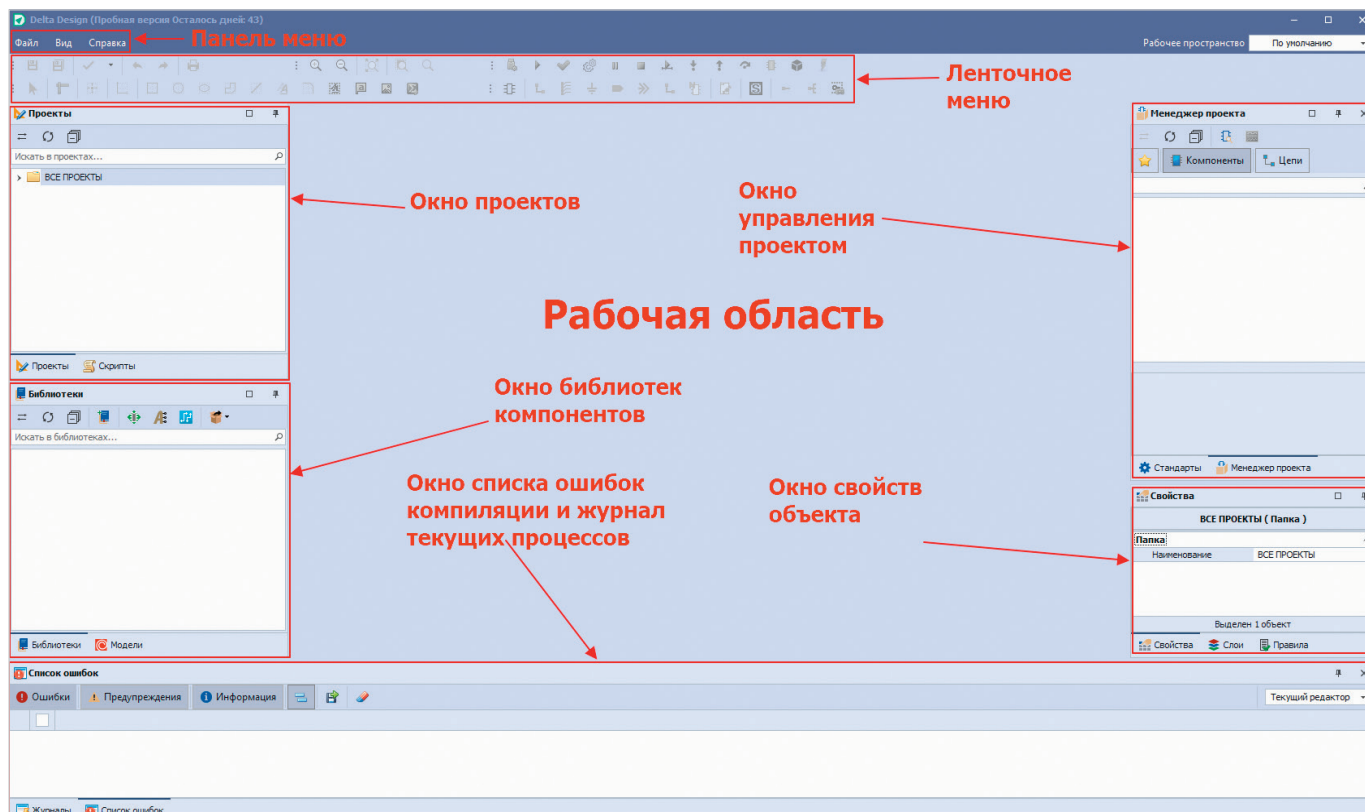 Delta Design (Пробная версия Осталось дней: 43)
Файл Вид Справка
Панель меню
Рабочее пространство По умолчанию
Ленточное
меню
Проекты
Искать в проектах...
ВСЕ ПРОЕКТЫ
Проекты Скрипты
Окно проектов
Окно
управления
проектом
Менеджер проекта
Компоненты Цепи
Стандарты Менеджер проекта
Рабочая область
Библиотеки
Искать в библиотеках...
Библиотеки Модели
Окно библиотек
компонентов
Окно списка ошибок
компиляции и журнал
текущих процессов
Окно свойств
объекта
Свойства
ВСЕ ПРОЕКТЫ ( Папка )
Папка
Наименование ВСЕ ПРОЕКТЫ
Выделен 1 объект
Свойства Слои Правила
Список ошибок
Ошибки Предупреждения Информация Текущий редактор
Журналы Список ошибок